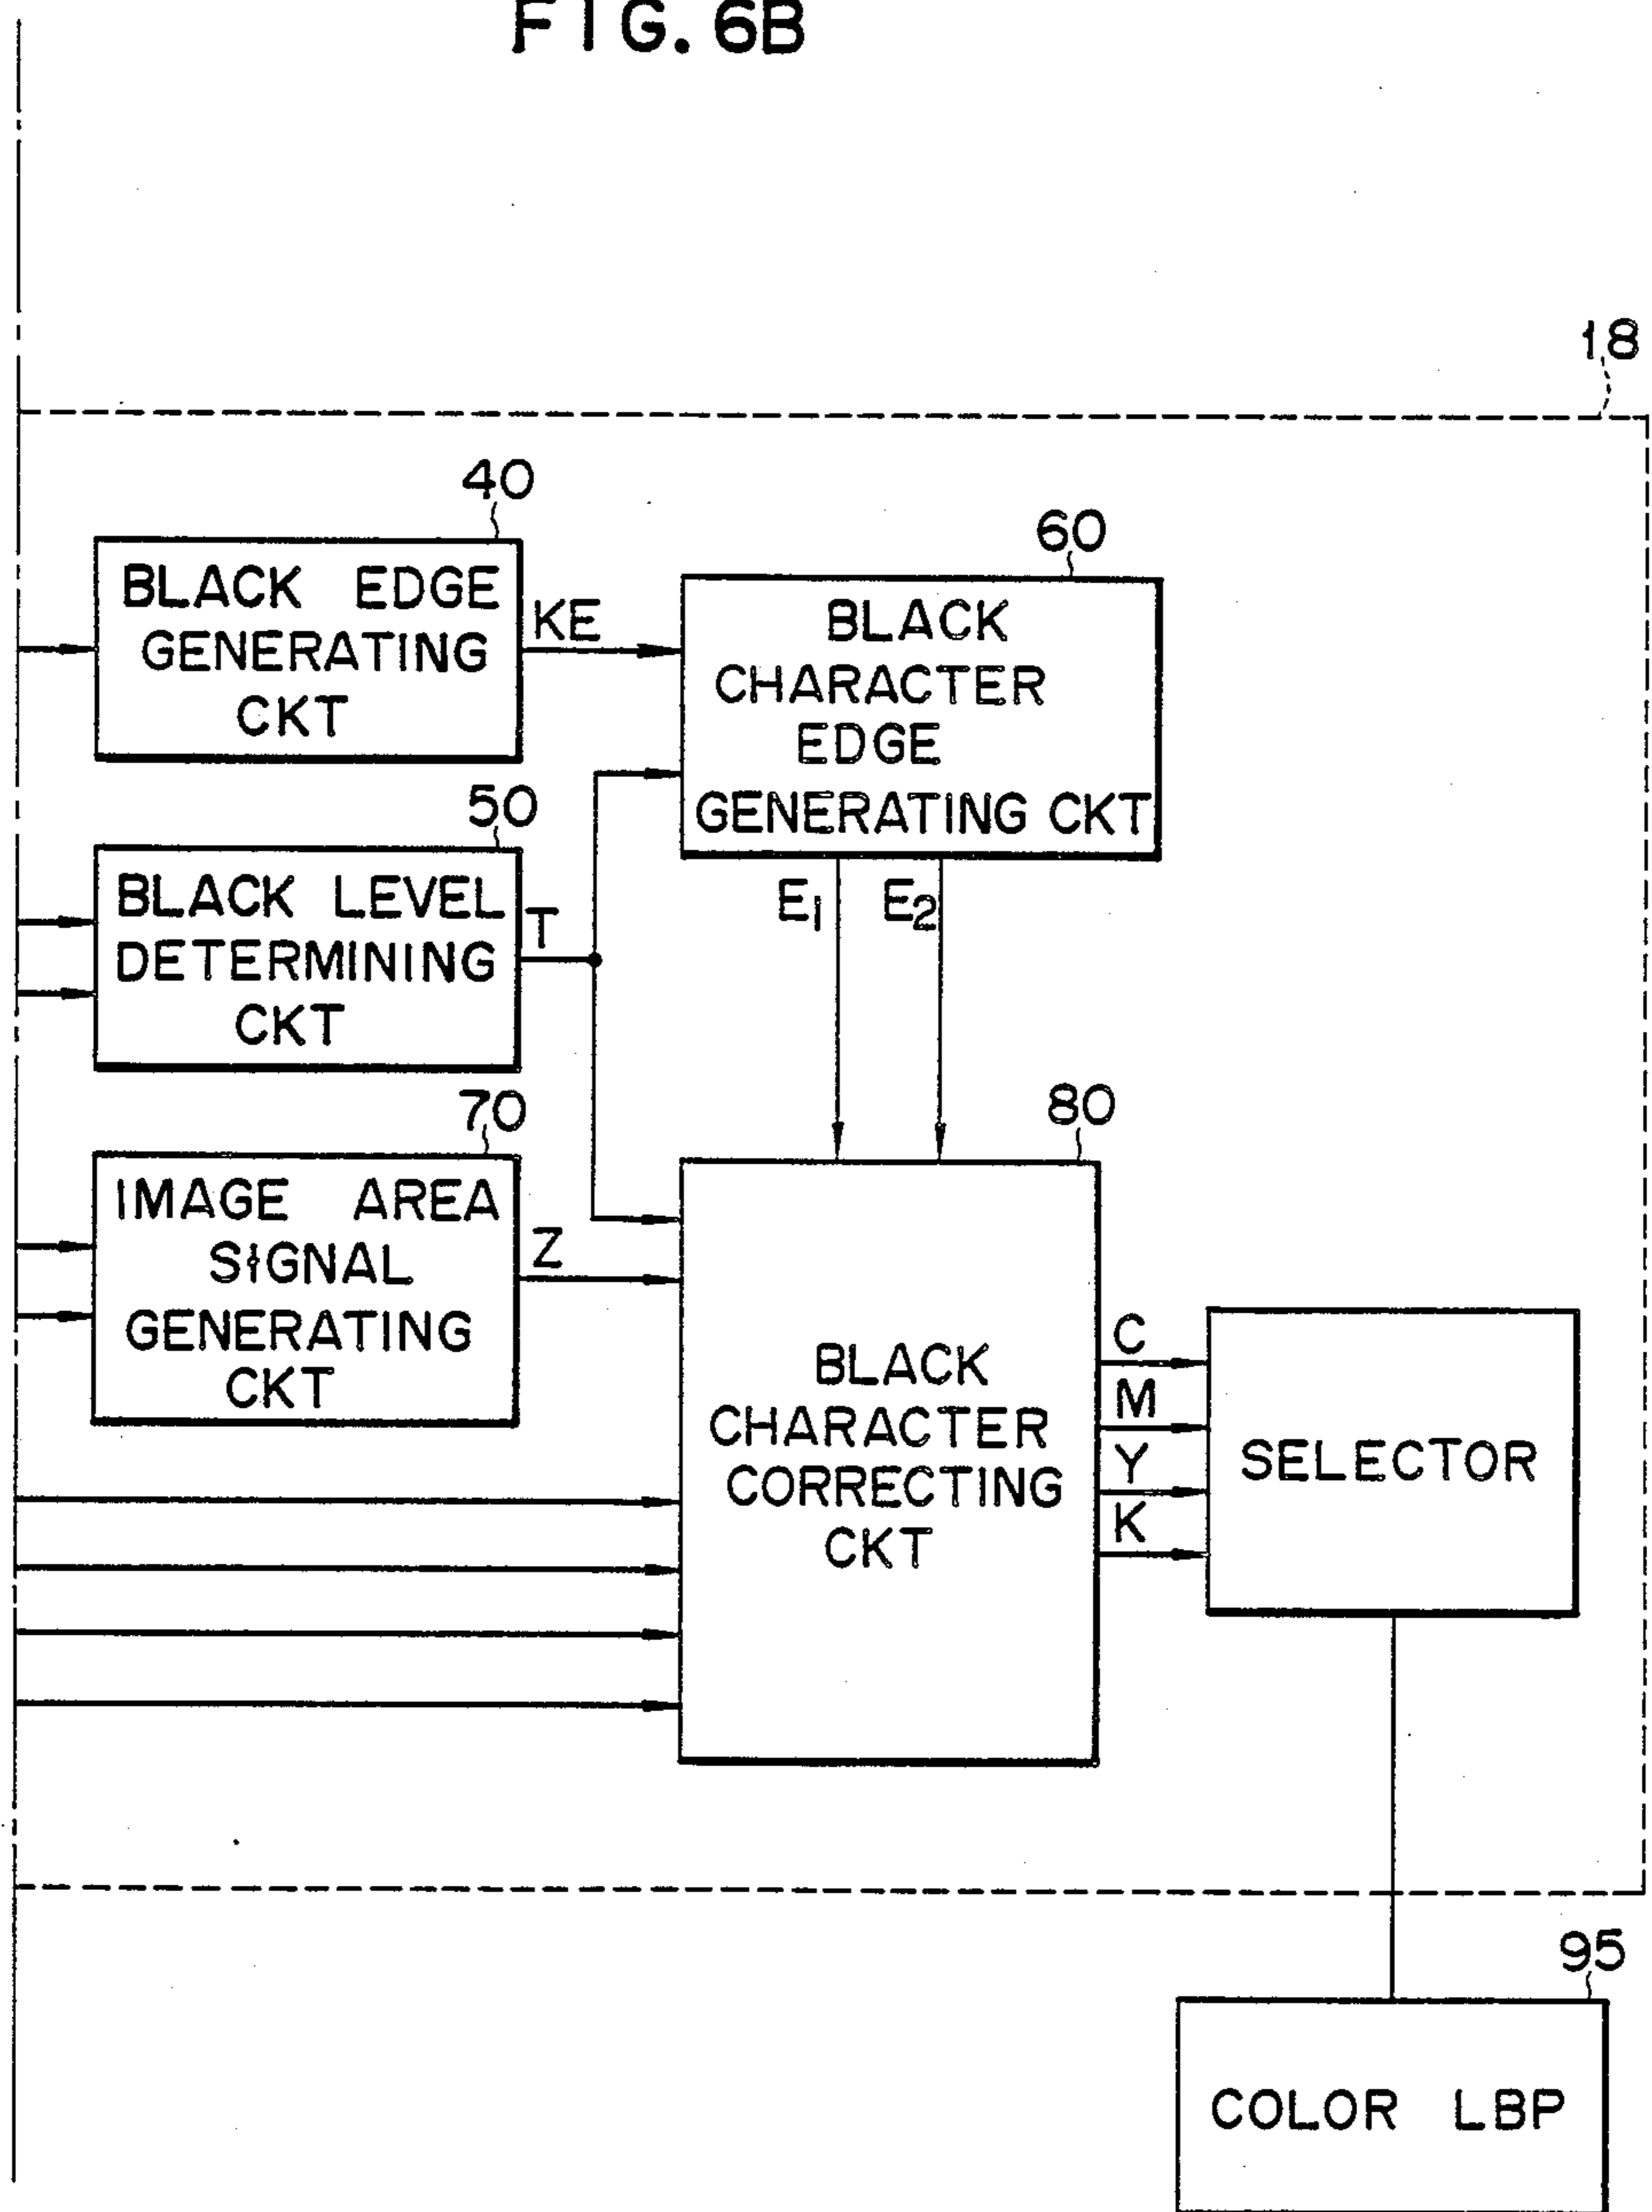 FIG. 6B
18
40
BLACK EDGE
GENERATING
CKT
KE
60
BLACK
CHARACTER
EDGE
GENERATING CKT
50
BLACK LEVEL
DETERMINING
CKT
T
E1
E2
70
IMAGE AREA
SIGNAL
GENERATING
CKT
Z
80
BLACK
CHARACTER
CORRECTING
CKT
C
M
Y
K
SELECTOR
95
COLOR LBP